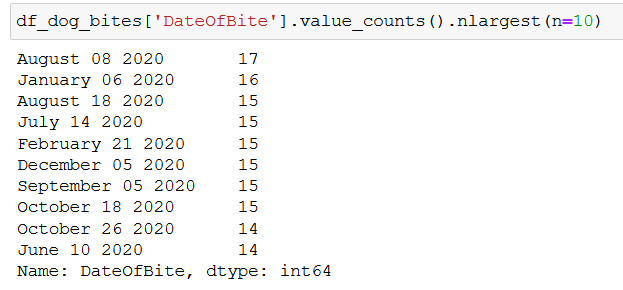 df_dog_bites['DateOfBite'].value_counts().nlargest(n=10)
August 08 2020 17
January 06 2020 16
August 18 2020 15
July 14 2020 15
February 21 2020 15
December 05 2020 15
September 05 2020 15
October 18 2020 15
October 26 2020 14
June 10 2020 14
Name: DateOfBite, dtype: int64